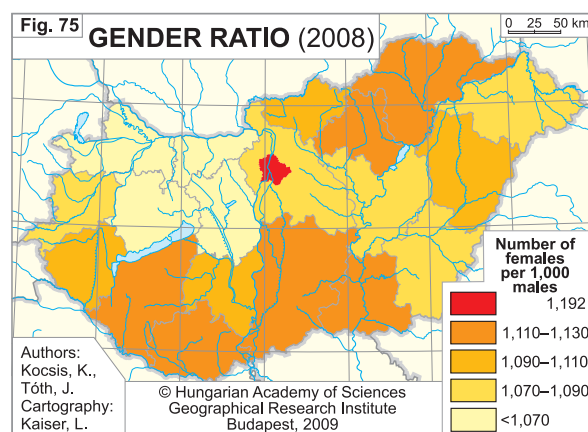 Fig. 75
GENDER RATIO (2008)
0 25 50 km
Number of
females
per 1,000
males
1,192
1,110–1,130
1,090–1,110
1,070–1,090
<1,070
Authors:
Kocsis, K.,
Tóth, J.
Cartography:
Kaiser, L.
© Hungarian Academy of Sciences
Geographical Research Institute
Budapest, 2009